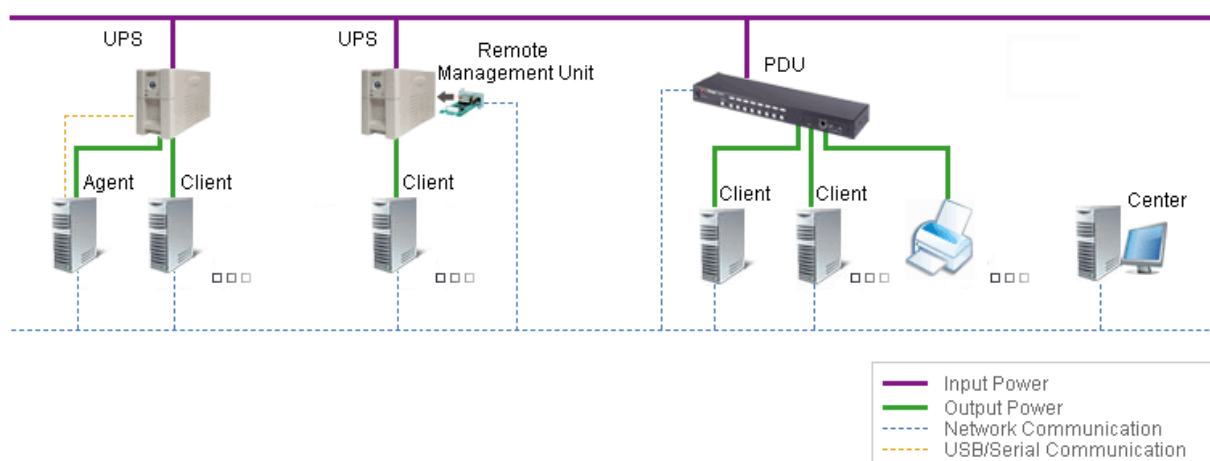 UPS
UPS
Remote
Management Unit
PDU
Agent
Client
Client
Client
Client
Center
Input Power
Output Power
Network Communication
USB/Serial Communication